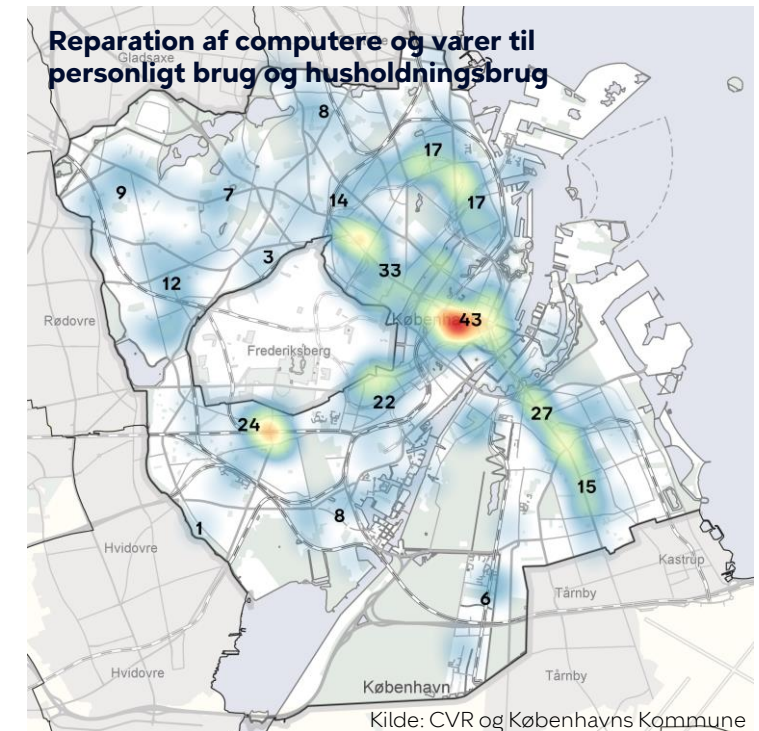 Reparation af computere og varer til
personligt brug og husholdningsbrug
Gladsaxe
8
17
9
7
14
17
3
33
12
Rødovre
43
Københa
Frederiksberg
22
27
24
15
1
8
Hvidovre
Kastrup
6
Tårnby
Hvidovre
Tårnby
København
Kilde: CVR og Københavns Kommune